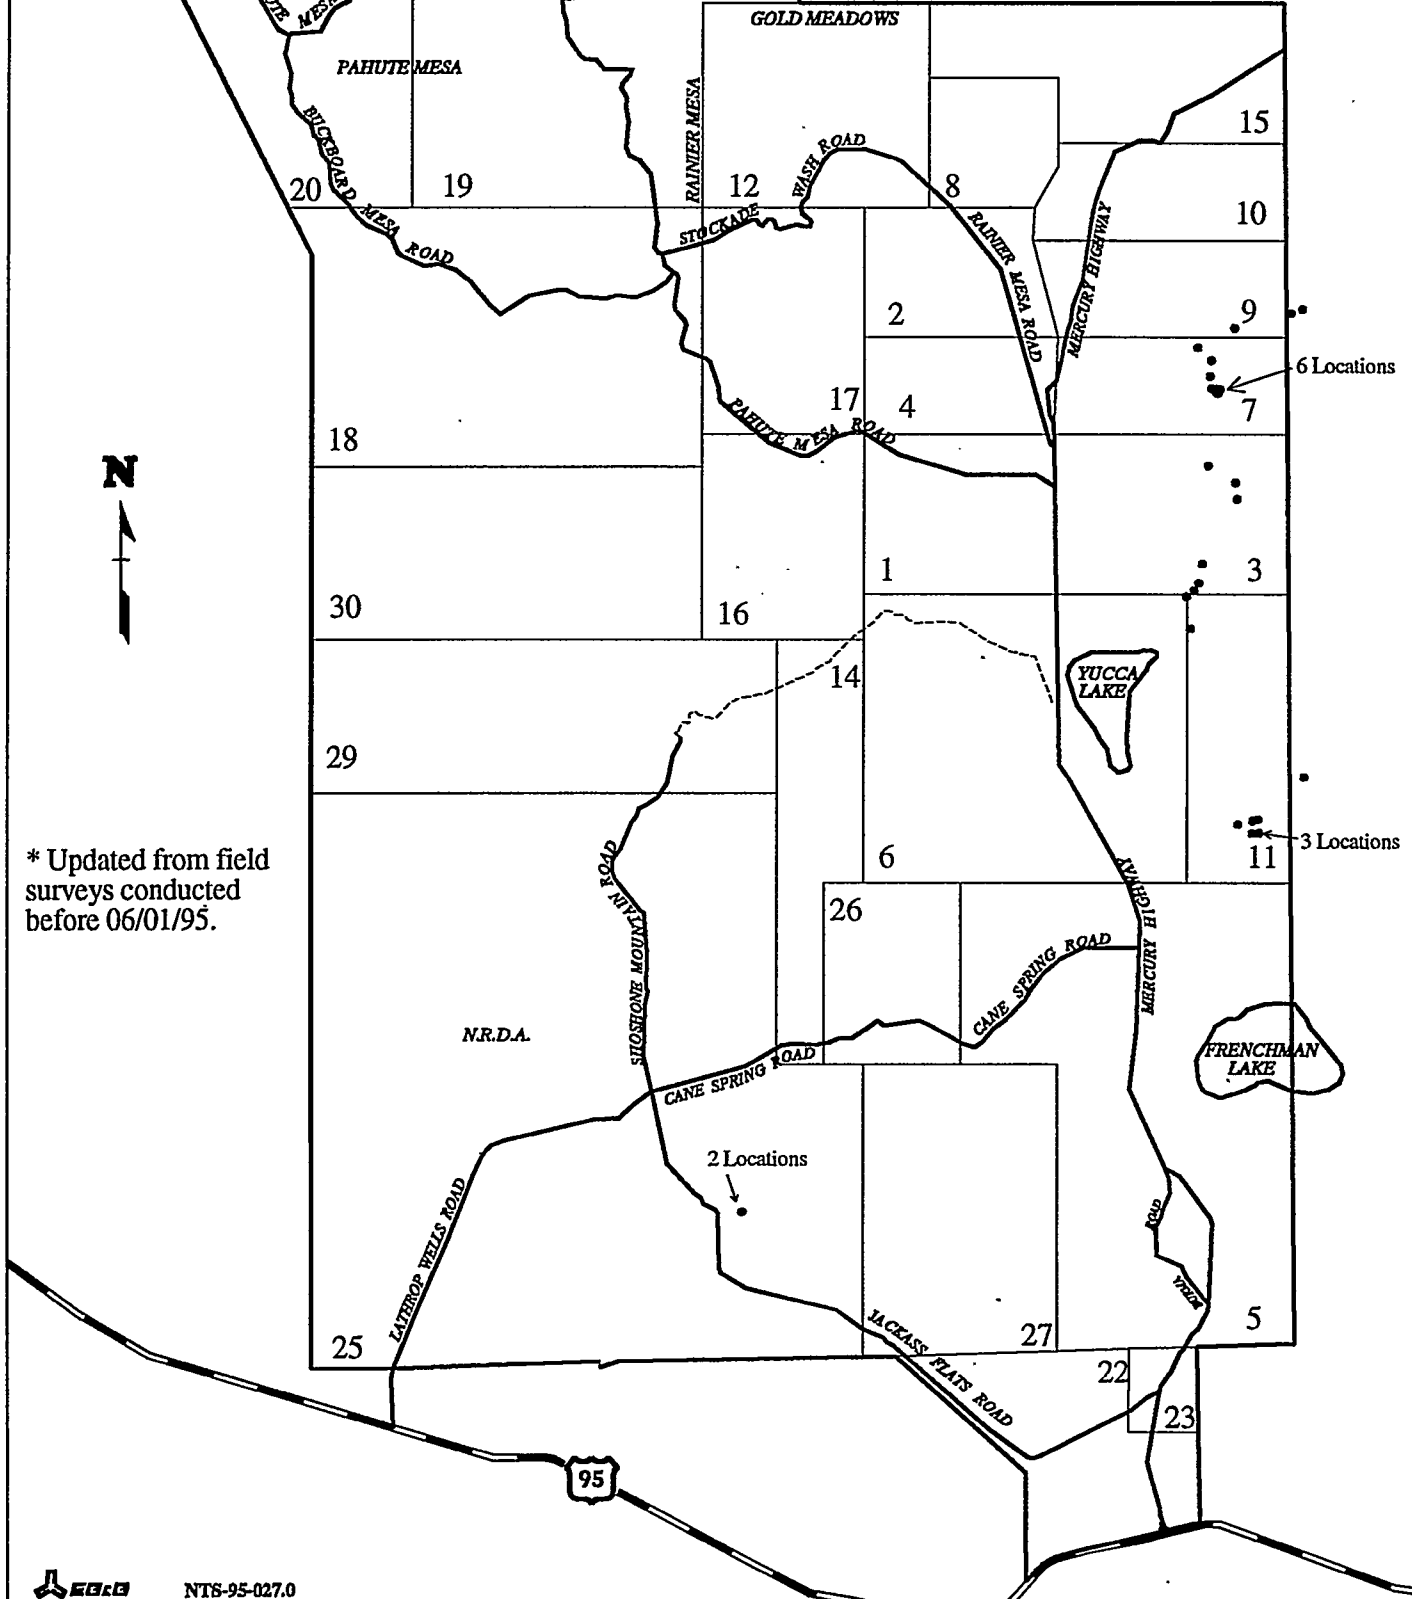 MESA
GOLD MEADOWS
PAHUTE MESA
RAINIER MESA
BUCKBOARD MESA ROAD
15
20
19
12
WASH ROAD
8
STOCKADE
10
RAINIER MESA ROAD
MERCURY HIGHWAY
2
9
6 Locations
17
4
7
PAHUTE MESA ROAD
18
N
1
3
30
16
14
YUCCA
LAKE
29
3 Locations
* Updated from field
surveys conducted
before 06/01/95.
6
11
SHOSHONE MOUNTAIN ROAD
26
MERCURY HIGHWAY
CANE SPRING ROAD
N.R.D.A.
FRENCHMAN
LAKE
CANE SPRING ROAD
2 Locations
LATHROP WELLS ROAD
ROAD
5
25
27
JACKASS FLATS ROAD
22
23
95
EG&G
NTS-95-027.0